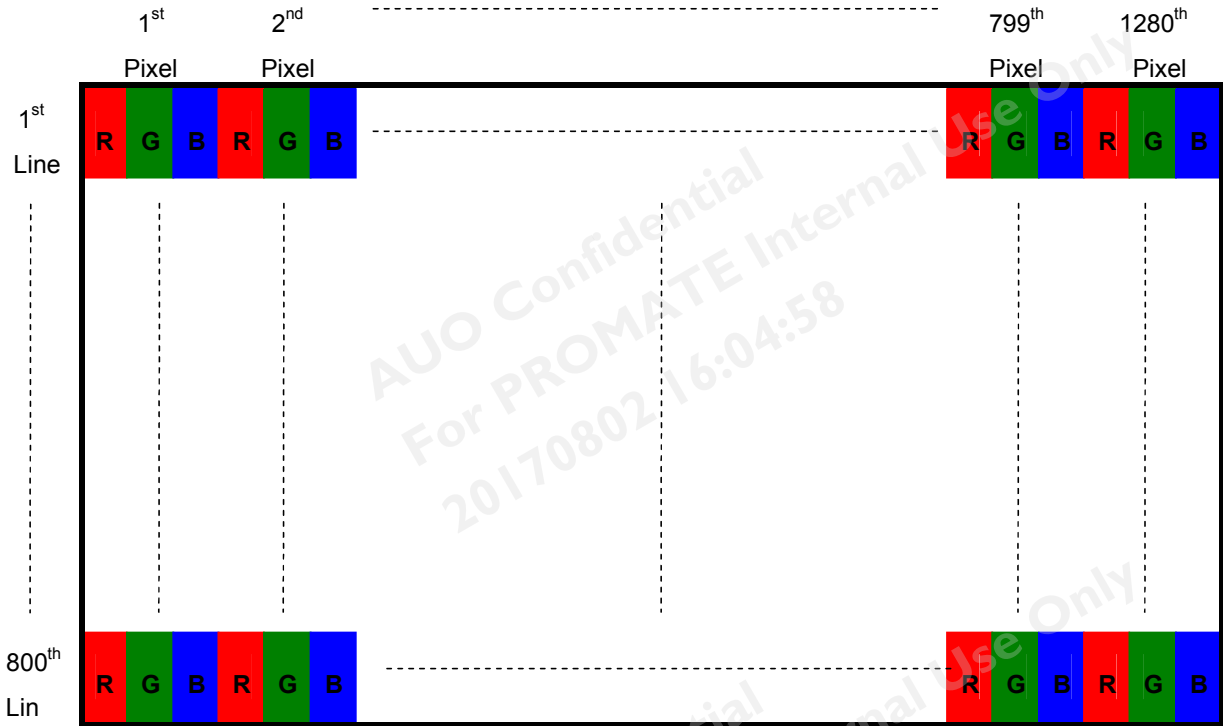 1st 2nd 799th 1280th
Pixel Pixel Pixel Pixel
1st
Line
R G B R G B R G B R G B
AUO Confidential
For PROMATE Internal Use Only
20170802 16:04:58
800th
Lin
R G B R G B R G B R G B